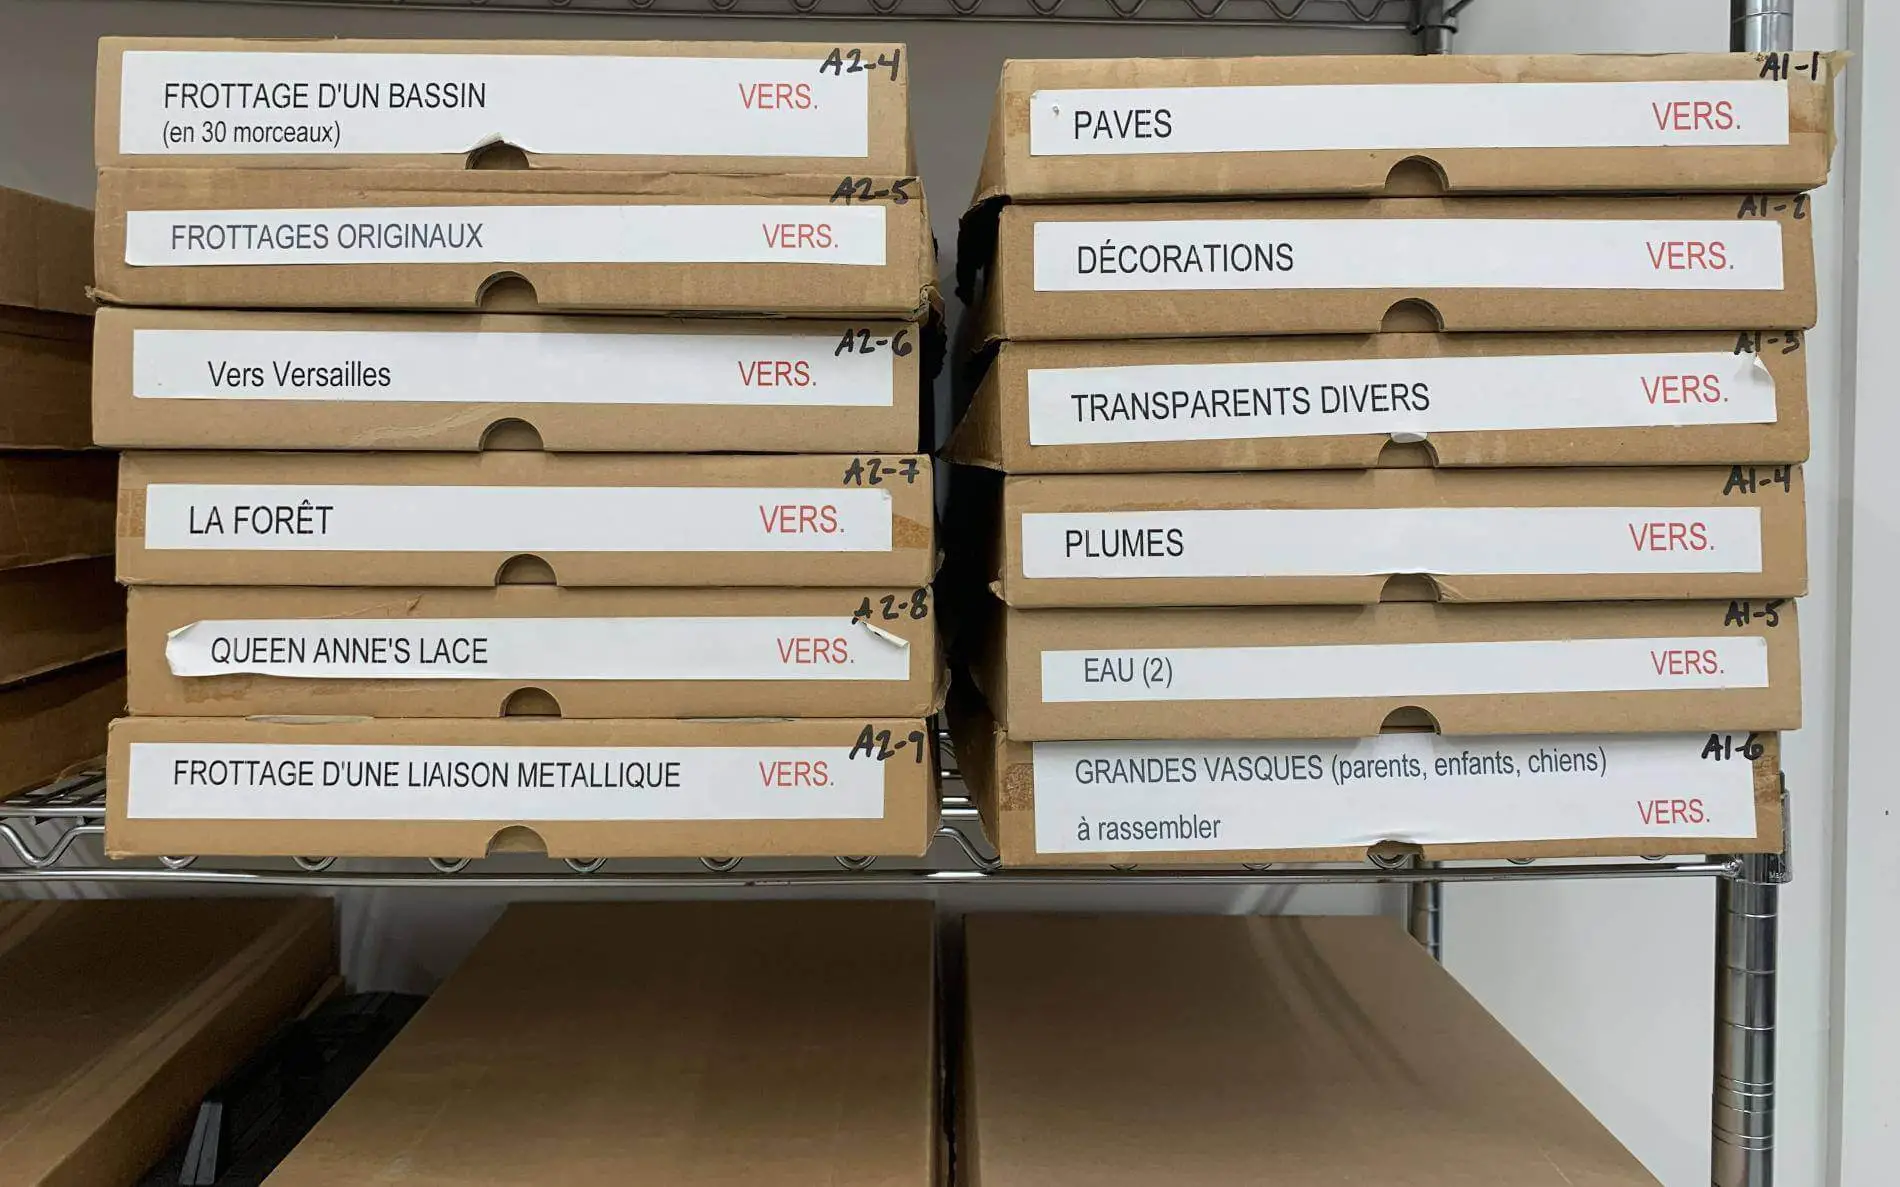 A2-4
FROTTAGE D'UN BASSIN VERS.
(en 30 morceaux)
A2-5
FROTTAGES ORIGINAUX VERS.
A2-6
Vers Versailles VERS.
A2-7
LA FORÊT VERS.
A2-8
QUEEN ANNE'S LACE VERS.
A2-9
FROTTAGE D'UNE LIAISON METALLIQUE VERS.
A1-1
PAVES VERS.
A1-2
DÉCORATIONS VERS.
A1-3
TRANSPARENTS DIVERS VERS.
A1-4
PLUMES VERS.
A1-5
EAU (2) VERS.
A1-6
GRANDES VASQUES (parents, enfants, chiens)
VERS.
à rassembler